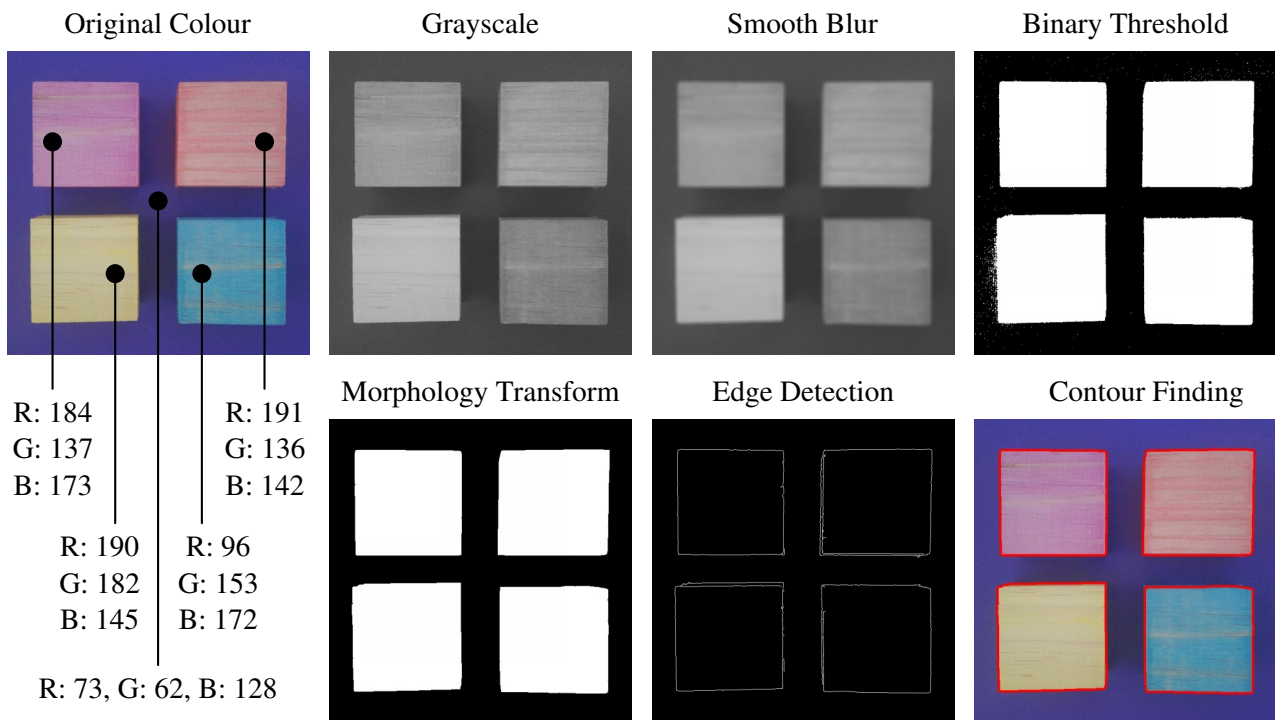 Original Colour
Grayscale
Smooth Blur
Binary Threshold
R: 184
G: 137
B: 173
R: 191
G: 136
B: 142
R: 190
G: 182
B: 145
R: 96
G: 153
B: 172
R: 73, G: 62, B: 128
Morphology Transform
Edge Detection
Contour Finding